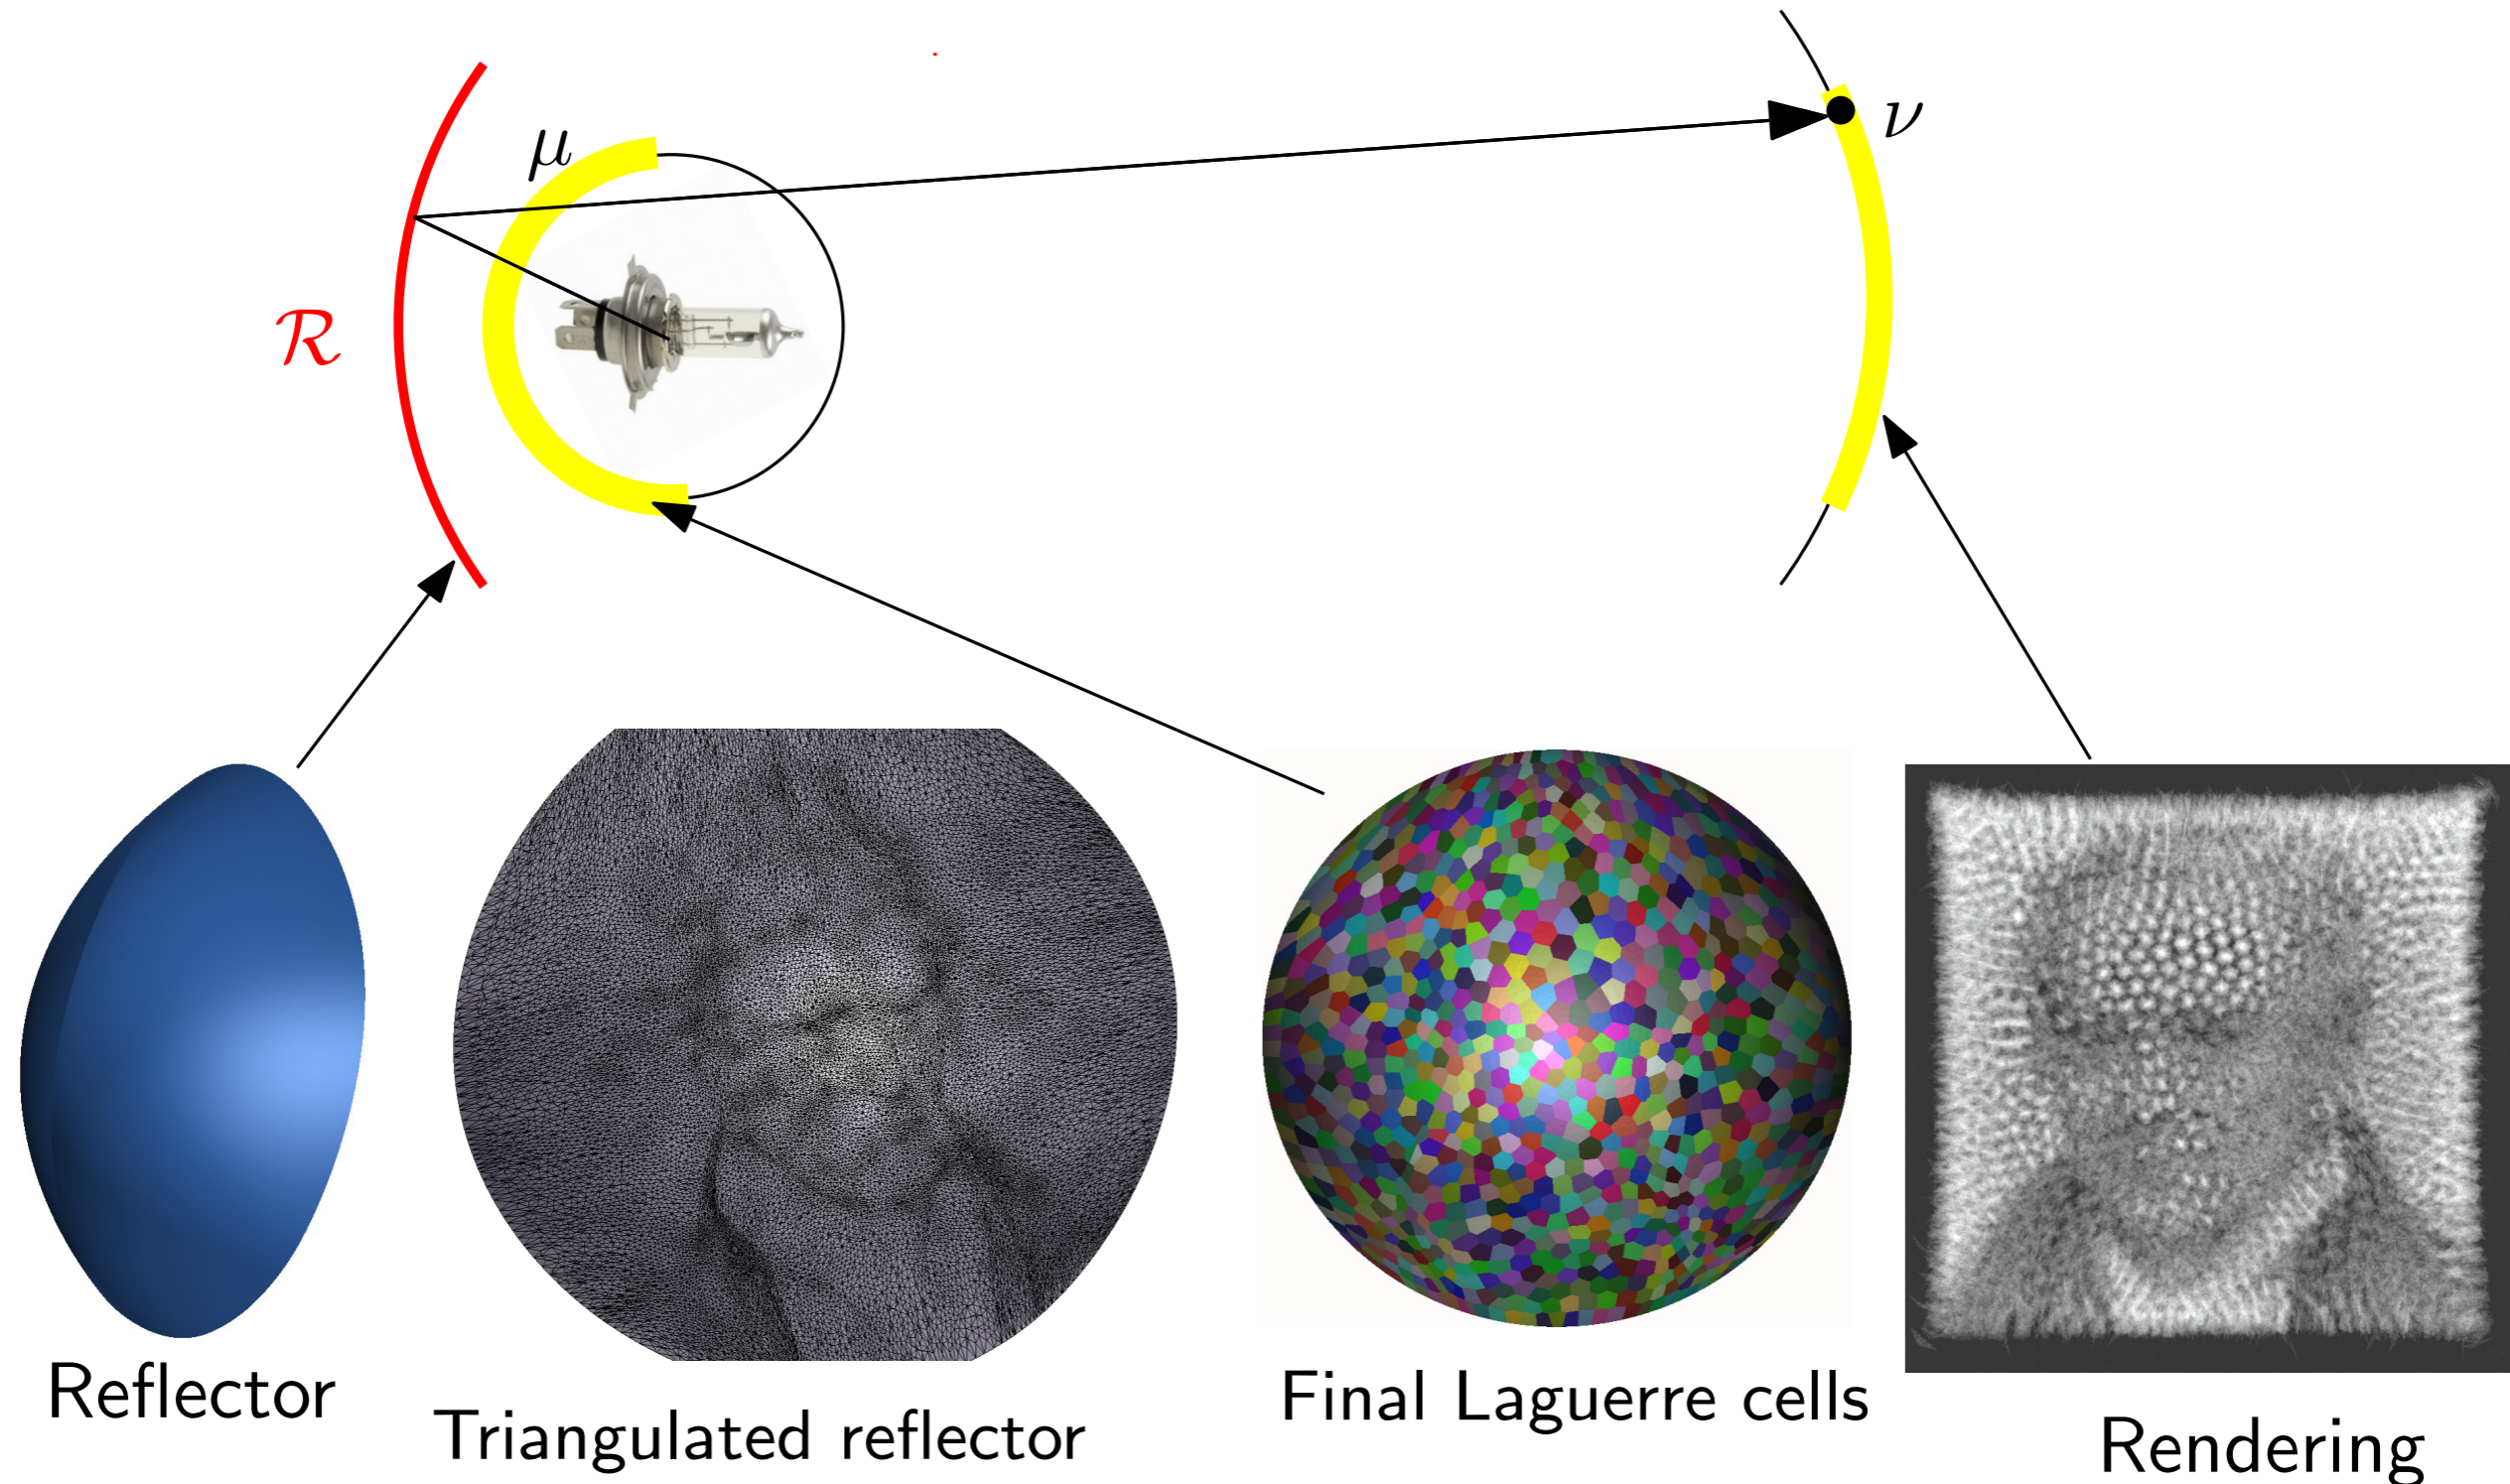 μ
ν
ℛ
Reflector
Triangulated reflector
Final Laguerre cells
Rendering